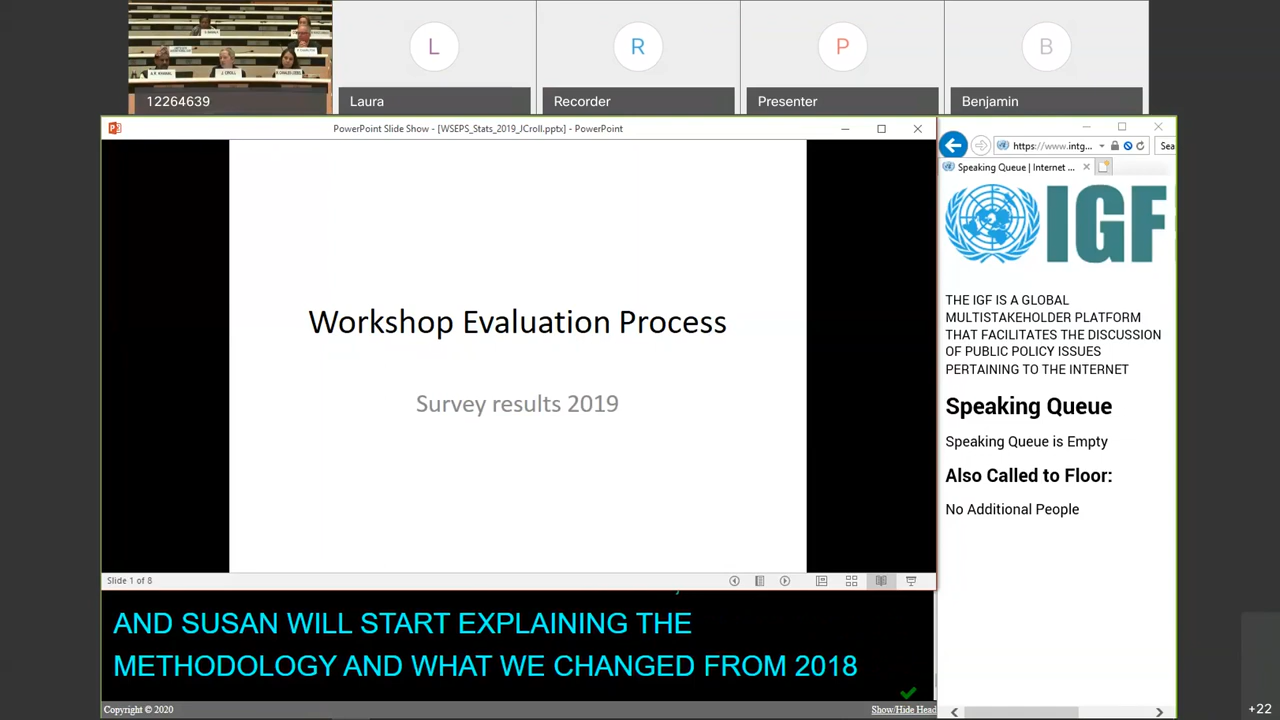 L
R
P
B
J. CROLL
12264639
Laura
Recorder
Presenter
Benjamin
PowerPoint Slide Show - [WSEPS_Stats_2019_JCroll.pptx] - PowerPoint
https://www.intg...
Sea
Speaking Queue | Internet ...
Workshop Evaluation Process
Survey results 2019
IGF
THE IGF IS A GLOBAL
MULTISTAKEHOLDER PLATFORM
THAT FACILITATES THE DISCUSSION
OF PUBLIC POLICY ISSUES
PERTAINING TO THE INTERNET
Speaking Queue
Speaking Queue is Empty
Also Called to Floor:
No Additional People
Slide 1 of 8
AND SUSAN WILL START EXPLAINING THE
METHODOLOGY AND WHAT WE CHANGED FROM 2018
Copyright © 2020
Show/Hide Head
+22